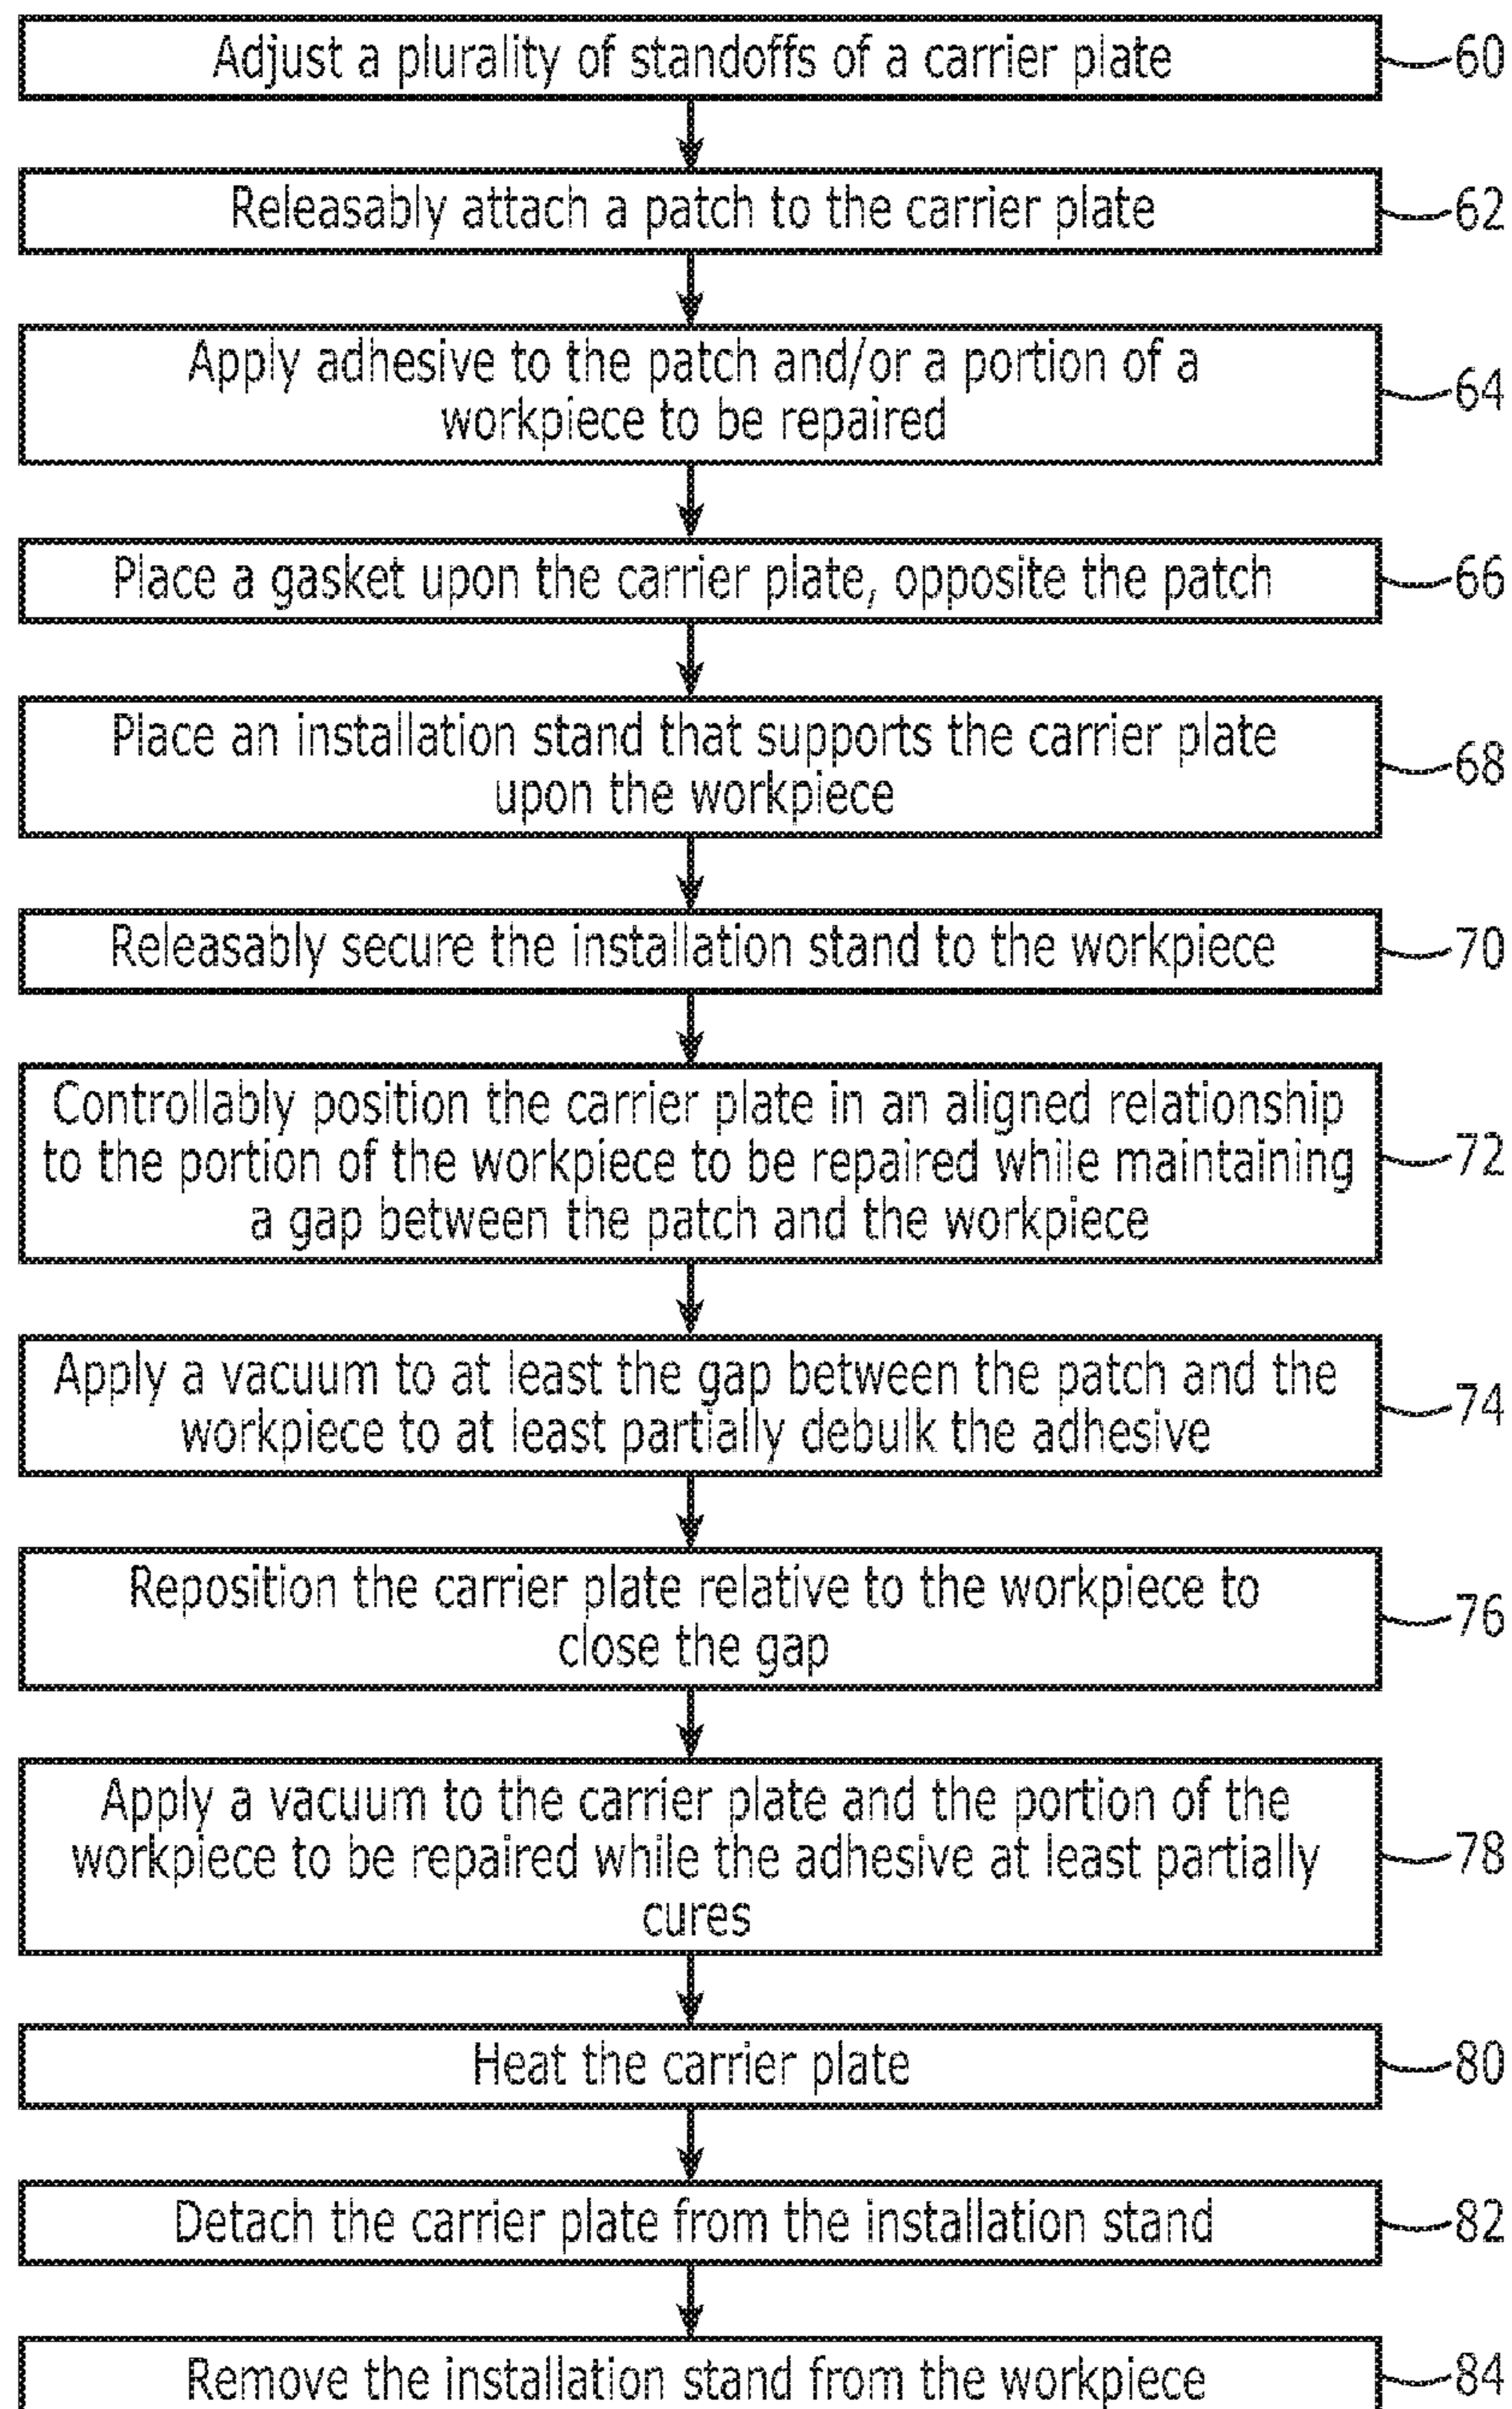 Adjust a plurality of standoffs of a carrier plate
60
Releasably attach a patch to the carrier plate
62
Apply adhesive to the patch and/or a portion of a
workpiece to be repaired
64
Place a gasket upon the carrier plate, opposite the patch
66
Place an installation stand that supports the carrier plate
upon the workpiece
68
Releasably secure the installation stand to the workpiece
70
Controllably position the carrier plate in an aligned relationship
to the portion of the workpiece to be repaired while maintaining
a gap between the patch and the workpiece
72
Apply a vacuum to at least the gap between the patch and the
workpiece to at least partially debulk the adhesive
74
Reposition the carrier plate relative to the workpiece to
close the gap
76
Apply a vacuum to the carrier plate and the portion of the
workpiece to be repaired while the adhesive at least partially
cures
78
Heat the carrier plate
80
Detach the carrier plate from the installation stand
82
Remove the installation stand from the workpiece
84